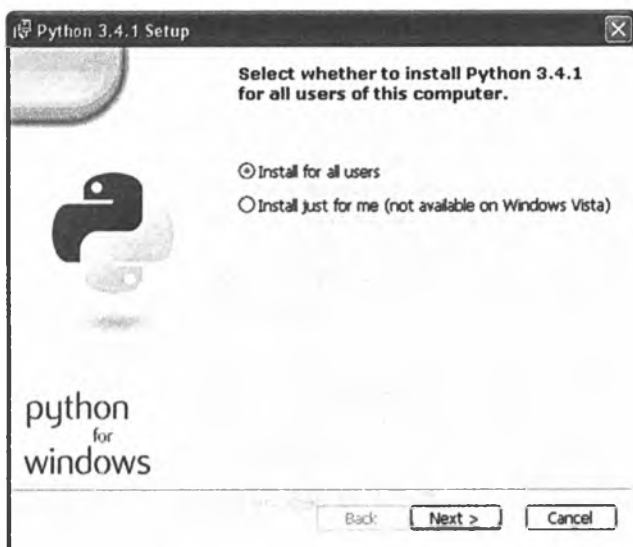 Python 3.4.1 Setup
Select whether to install Python 3.4.1
for all users of this computer.
Install for all users
Install just for me (not available on Windows Vista)
python
for
windows
Back
Next >
Cancel